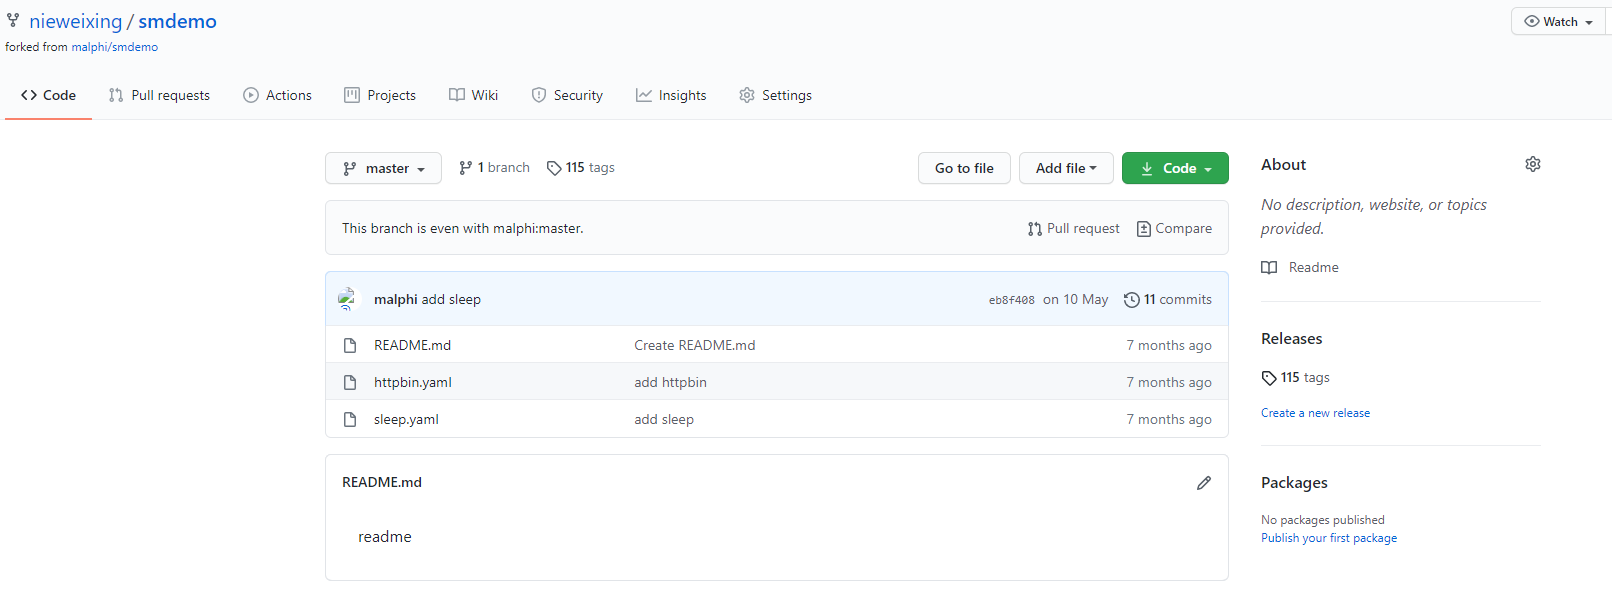 nieweixing / smdemo
Watch
forked from malphi/smdemo
Code Pull requests Actions Projects Wiki Security Insights Settings
master 1 branch 115 tags Go to file Add file Code
This branch is even with malphi:master. Pull request Compare
malphi add sleep eb8f408 on 10 May 11 commits
README.md Create README.md 7 months ago
httpbin.yaml add httpbin 7 months ago
sleep.yaml add sleep 7 months ago
README.md
readme
About
No description, website, or topics
provided.
Readme
Releases
115 tags
Create a new release
Packages
No packages published
Publish your first package